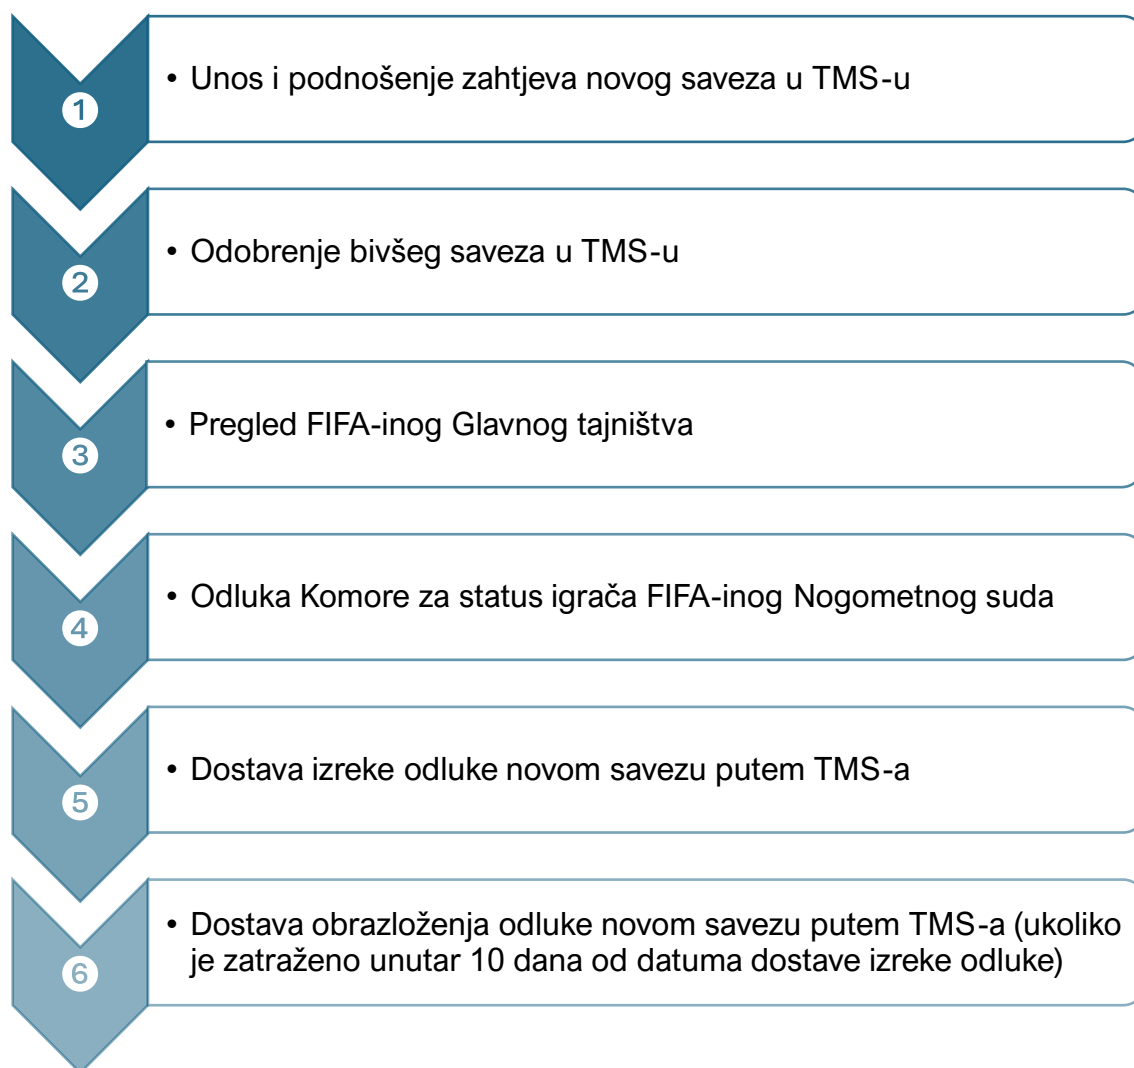 1
• Unos i podnošenje zahtjeva novog saveza u TMS-u
2
• Odobrenje bivšeg saveza u TMS-u
3
• Pregled FIFA-inog Glavnog tajništva
4
• Odluka Komore za status igrača FIFA-inog Nogometnog suda
5
• Dostava izreke odluke novom savezu putem TMS-a
6
• Dostava obrazloženja odluke novom savezu putem TMS-a (ukoliko
je zatraženo unutar 10 dana od datuma dostave izreke odluke)